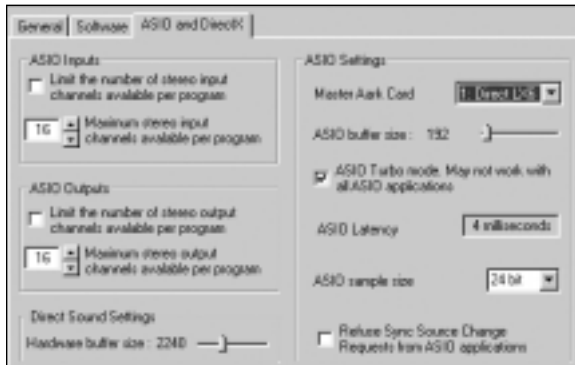 General
Software
ASIO and DirectX
ASIO Inputs
Limit the number of stereo input
channels available per program
16
Maximum stereo input
channels available per program
ASIO Outputs
Limit the number of stereo output
channels available per program
16
Maximum stereo output
channels available per program
Direct Sound Settings
Hardware buffer size : 2240
ASIO Settings
Master Aark Card
1: Direct
ASIO buffer size : 192
ASIO Turbo mode. May not work with
all ASIO applications
ASIO Latency
4 milliseconds
ASIO sample size
24 bit
Refuse Sync Source Change
Requests from ASIO applications